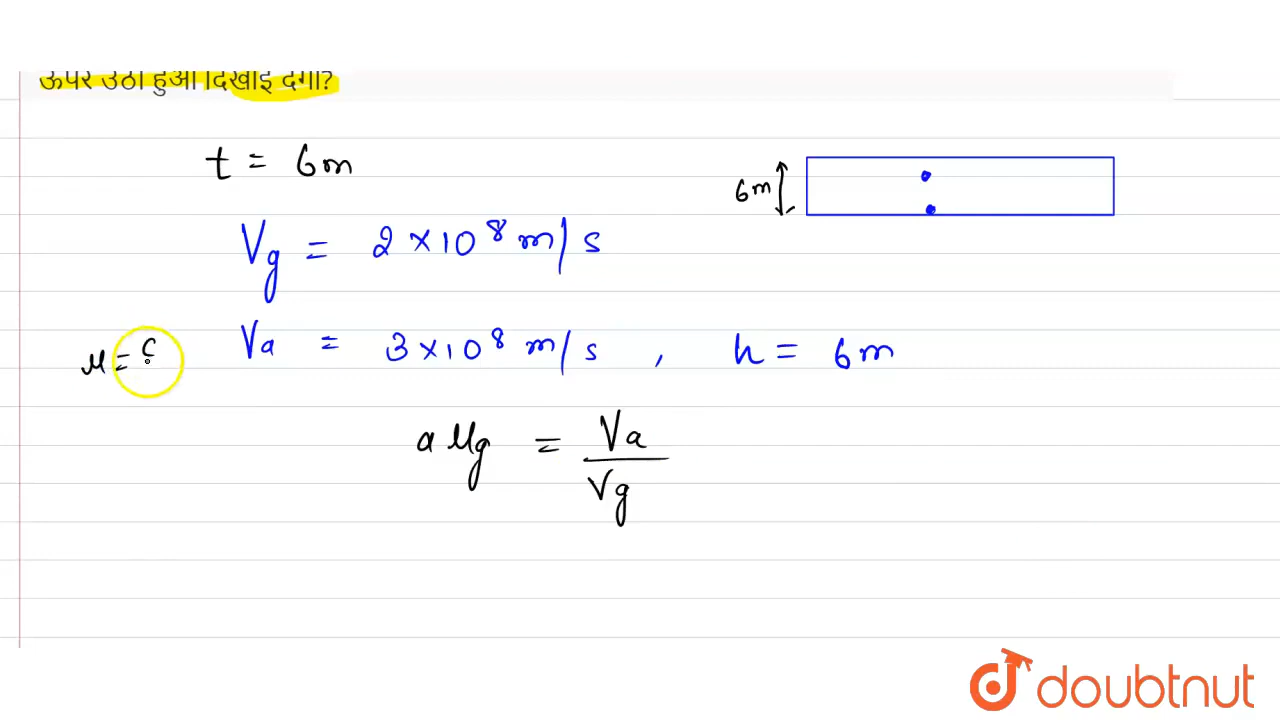 ऊपर उठा हुआ दिखाई देगा?
t = 6m
6m
Vg = 2×10⁸ m/s
μ = c
Va = 3×10⁸ m/s , h = 6m
aμg = Va/Vg
doubtnut